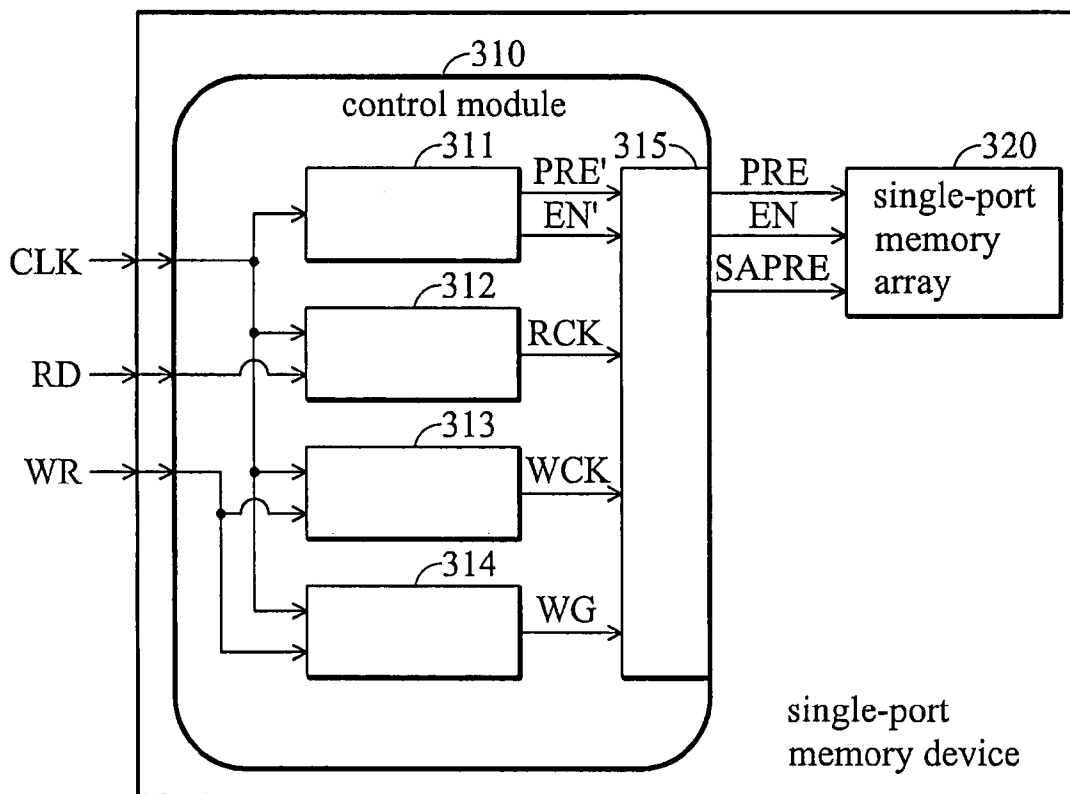 310
control module
311
PRE'
EN'
315
PRE
EN
SAPRE
320
single-port
memory
array
CLK
312
RCK
RD
313
WCK
WR
314
WG
single-port
memory device